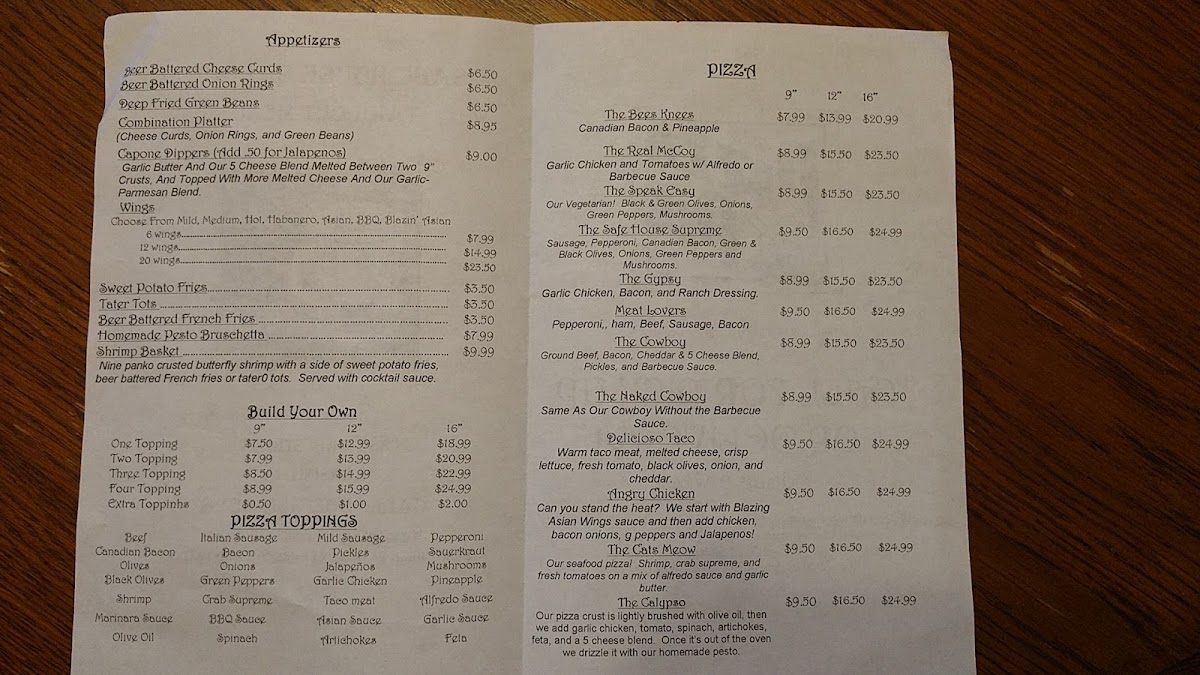 Appetizers
Beer Battered Cheese Curds $6.50
Beer Battered Onion Rings $6.50
Deep Fried Green Beans $6.50
Combination Platter $8.95
(Cheese Curds, Onion Rings, and Green Beans)
Capone Dippers (Add .50 for Jalapenos) $9.00
Garlic Butter And Our 5 Cheese Blend Melted Between Two 9"
Crusts, And Topped With More Melted Cheese And Our Garlic-
Parmesan Blend.
Wings
Choose From Mild, Medium, Hot, Habanero, Asian, BBQ, Blazin' Asian
6 wings $7.99
12 wings $14.99
20 wings $23.50
Sweet Potato Fries $3.50
Tater Tots $3.50
Beer Battered French Fries $3.50
Homemade Pesto Bruschetta $7.99
Shrimp Basket $9.99
Nine panko crusted butterfly shrimp with a side of sweet potato fries,
beer battered French fries or tater0 tots. Served with cocktail sauce.
Build Your Own
9" 12" 16"
One Topping $7.50 $12.99 $18.99
Two Topping $7.99 $13.99 $20.99
Three Topping $8.50 $14.99 $22.99
Four Topping $8.99 $15.99 $24.99
Extra Toppinhs $0.50 $1.00 $2.00
PIZZA TOPPINGS
Beef Italian Sausage Mild Sausage Pepperoni
Canadian Bacon Bacon Pickles Sauerkraut
Olives Onions Jalapeños Mushrooms
Black Olives Green Peppers Garlic Chicken Pineapple
Shrimp Crab Supreme Taco meat Alfredo Sauce
Marinara Sauce BBQ Sauce Asian Sauce Garlic Sauce
Olive Oil Spinach Artichokes Feta
PIZZA
9" 12" 16"
The Bees Knees $7.99 $13.99 $20.99
Canadian Bacon & Pineapple
The Real McCoy $8.99 $15.50 $23.50
Garlic Chicken and Tomatoes w/ Alfredo or
Barbecue Sauce
The Speak Easy $8.99 $15.50 $23.50
Our Vegetarian! Black & Green Olives, Onions,
Green Peppers, Mushrooms.
The Safe House Supreme $9.50 $16.50 $24.99
Sausage, Pepperoni, Canadian Bacon, Green &
Black Olives, Onions, Green Peppers and
Mushrooms.
The Gypsy $8.99 $15.50 $23.50
Garlic Chicken, Bacon, and Ranch Dressing.
Meat Lovers $9.50 $16.50 $24.99
Pepperoni,, ham, Beef, Sausage, Bacon
The Cowboy $8.99 $15.50 $23.50
Ground Beef, Bacon, Cheddar & 5 Cheese Blend,
Pickles, and Barbecue Sauce.
The Naked Cowboy $8.99 $15.50 $23.50
Same As Our Cowboy Without the Barbecue
Sauce.
Delicioso Taco $9.50 $16.50 $24.99
Warm taco meat, melted cheese, crisp
lettuce, fresh tomato, black olives, onion, and
cheddar.
Angry Chicken $9.50 $16.50 $24.99
Can you stand the heat? We start with Blazing
Asian Wings sauce and then add chicken,
bacon onions, g peppers and Jalapenos!
The Cats Meow $9.50 $16.50 $24.99
Our seafood pizza! Shrimp, crab supreme, and
fresh tomatoes on a mix of alfredo sauce and garlic
butter.
The Calypso $9.50 $16.50 $24.99
Our pizza crust is lightly brushed with olive oil, then
we add garlic chicken, tomato, spinach, artichokes,
feta, and a 5 cheese blend. Once it's out of the oven
we drizzle it with our homemade pesto.